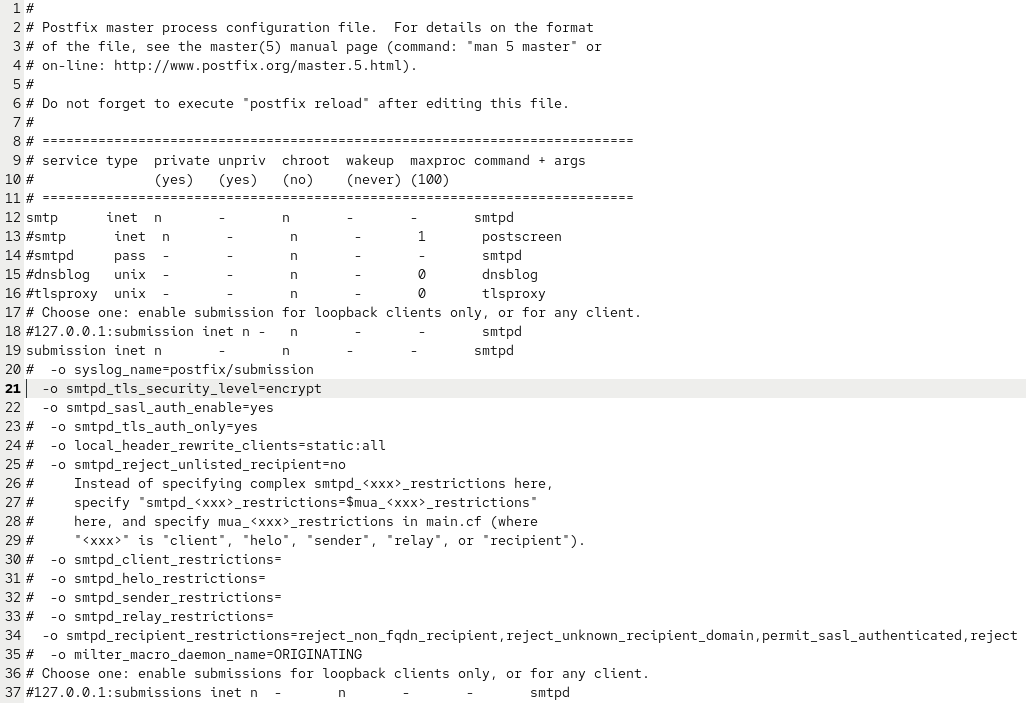 1 #
2 # Postfix master process configuration file.  For details on the format
3 # of the file, see the master(5) manual page (command: "man 5 master" or
4 # on-line: http://www.postfix.org/master.5.html).
5 #
6 # Do not forget to execute "postfix reload" after editing this file.
7 #
8 # ==========================================================================
9 # service type  private unpriv  chroot  wakeup  maxproc command + args
10 #               (yes)   (yes)   (no)    (never) (100)
11 # ==========================================================================
12 smtp      inet  n       -       n       -       -       smtpd
13 #smtp      inet  n       -       n       -       1       postscreen
14 #smtpd     pass  -       -       n       -       -       smtpd
15 #dnsblog   unix  -       -       n       -       0       dnsblog
16 #tlsproxy  unix  -       -       n       -       0       tlsproxy
17 # Choose one: enable submission for loopback clients only, or for any client.
18 #127.0.0.1:submission inet n -   n       -       -       smtpd
19 submission inet n       -       n       -       -       smtpd
20 #  -o syslog_name=postfix/submission
21   -o smtpd_tls_security_level=encrypt
22   -o smtpd_sasl_auth_enable=yes
23 #  -o smtpd_tls_auth_only=yes
24 #  -o local_header_rewrite_clients=static:all
25 #  -o smtpd_reject_unlisted_recipient=no
26 #     Instead of specifying complex smtpd_<xxx>_restrictions here,
27 #     specify "smtpd_<xxx>_restrictions=$mua_<xxx>_restrictions"
28 #     here, and specify mua_<xxx>_restrictions in main.cf (where
29 #     "<xxx>" is "client", "helo", "sender", "relay", or "recipient").
30 #  -o smtpd_client_restrictions=
31 #  -o smtpd_helo_restrictions=
32 #  -o smtpd_sender_restrictions=
33 #  -o smtpd_relay_restrictions=
34   -o smtpd_recipient_restrictions=reject_non_fqdn_recipient,reject_unknown_recipient_domain,permit_sasl_authenticated,reject
35 #  -o milter_macro_daemon_name=ORIGINATING
36 # Choose one: enable submissions for loopback clients only, or for any client.
37 #127.0.0.1:submissions inet n  -       n       -       -       smtpd